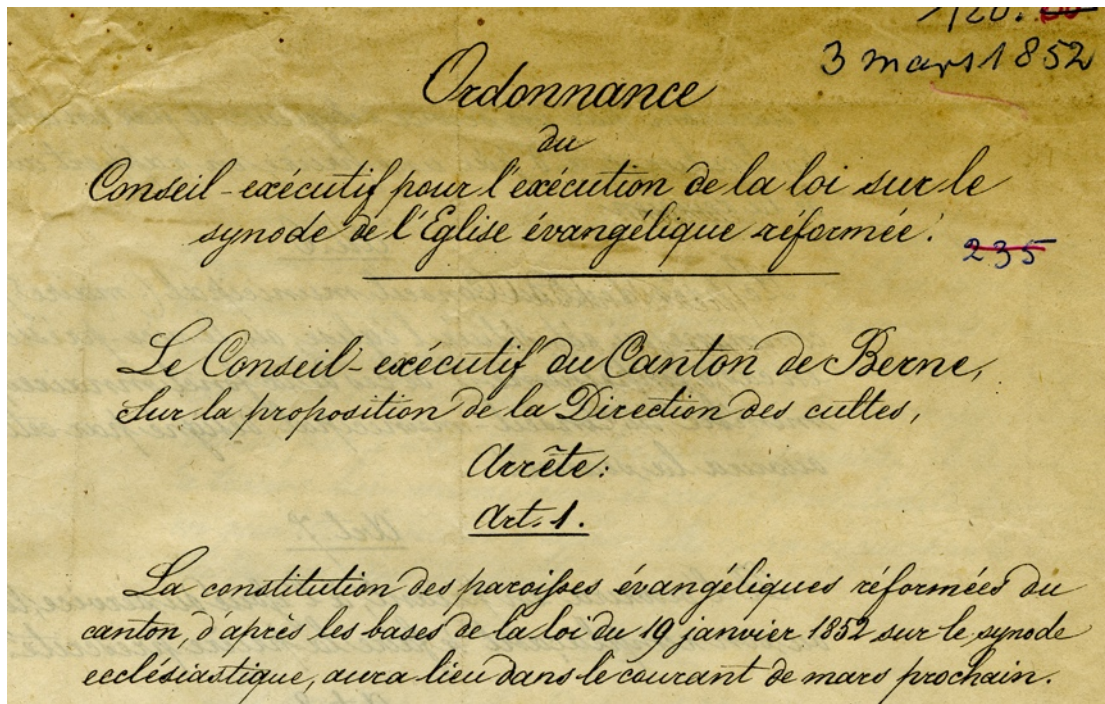 3 mars 1852
Ordonnance
du
Conseil-exécutif pour l'exécution de la loi sur le
synode de l'Eglise évangélique réformée.
235
Le Conseil-exécutif du Canton de Berne,
Sur la proposition de la Direction des cultes,
Arrête:
Art. 1.
La constitution des paroisses évangéliques réformées du
canton, d'après les bases de la loi du 19 janvier 1852 sur le synode
ecclésiastique, aura lieu dans le courant de mars prochain.